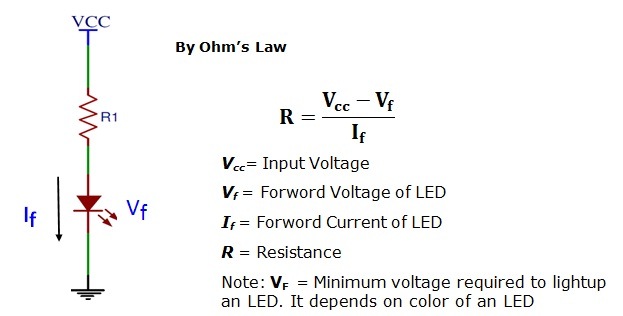 VCC
R1
If
Vf
By Ohm's Law
R = Vcc − Vf / If
Vcc= Input Voltage
Vf = Forword Voltage of LED
If = Forword Current of LED
R = Resistance
Note: VF = Minimum voltage required to lightup
an LED. It depends on color of an LED